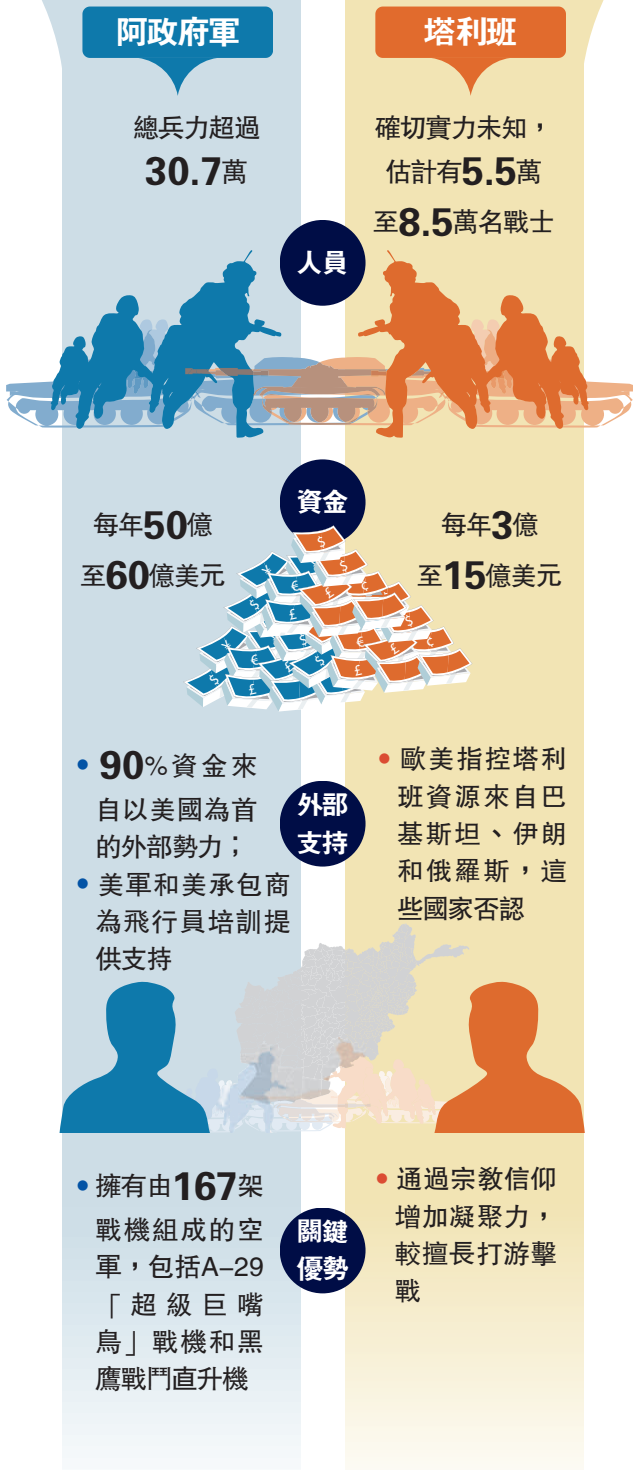 阿政府軍
總兵力超過
30.7萬
塔利班
確切實力未知，
估計有5.5萬
至8.5萬名戰士
人員
資金
每年50億
至60億美元
每年3億
至15億美元
外部
支持
• 90%資金來
自以美國為首
的外部勢力；
• 美軍和美承包商
為飛行員培訓提
供支持
• 歐美指控塔利
班資源來自巴
基斯坦、伊朗
和俄羅斯，這
些國家否認
關鍵
優勢
• 擁有由167架
戰機組成的空
軍，包括A–29
「超級巨嘴
鳥」戰機和黑
鷹戰鬥直升機
• 通過宗教信仰
增加凝聚力，
較擅長打游擊
戰